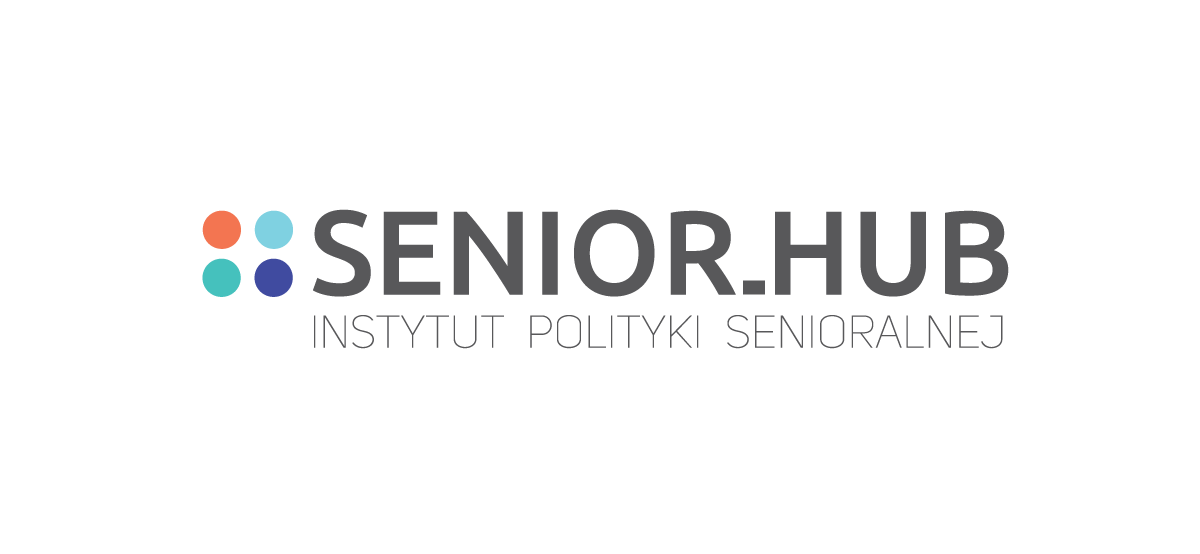 SENIOR.HUB
INSTYTUT POLITYKI SENIORALNEJ